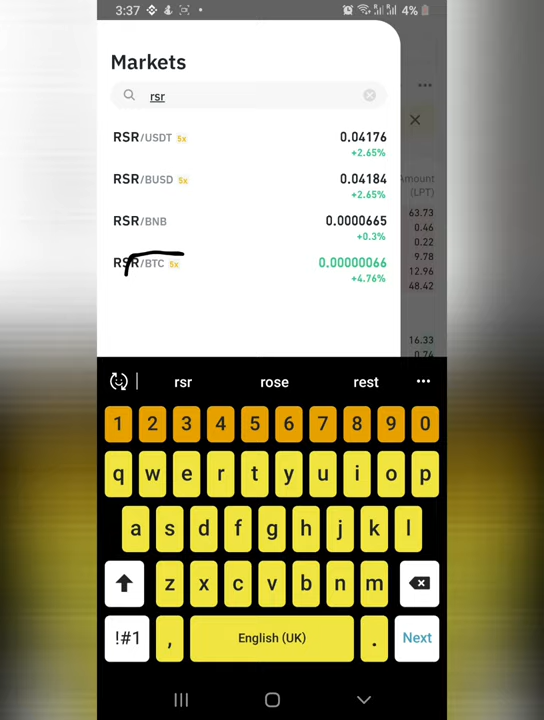 3:37 4%
Markets
rsr
RSR/USDT 5x 0.04176
+2.65%
RSR/BUSD 5x 0.04184
+2.65%
RSR/BNB 0.0000665
+0.3%
RSR/BTC 5x 0.00000066
+4.76%
Amount
(LPT)
63.73
0.46
0.22
9.78
12.96
48.42
16.33
0.74
rsr rose rest
1 2 3 4 5 6 7 8 9 0
q w e r t y u i o p
a s d f g h j k l
z x c v b n m
!#1 , English (UK) . Next